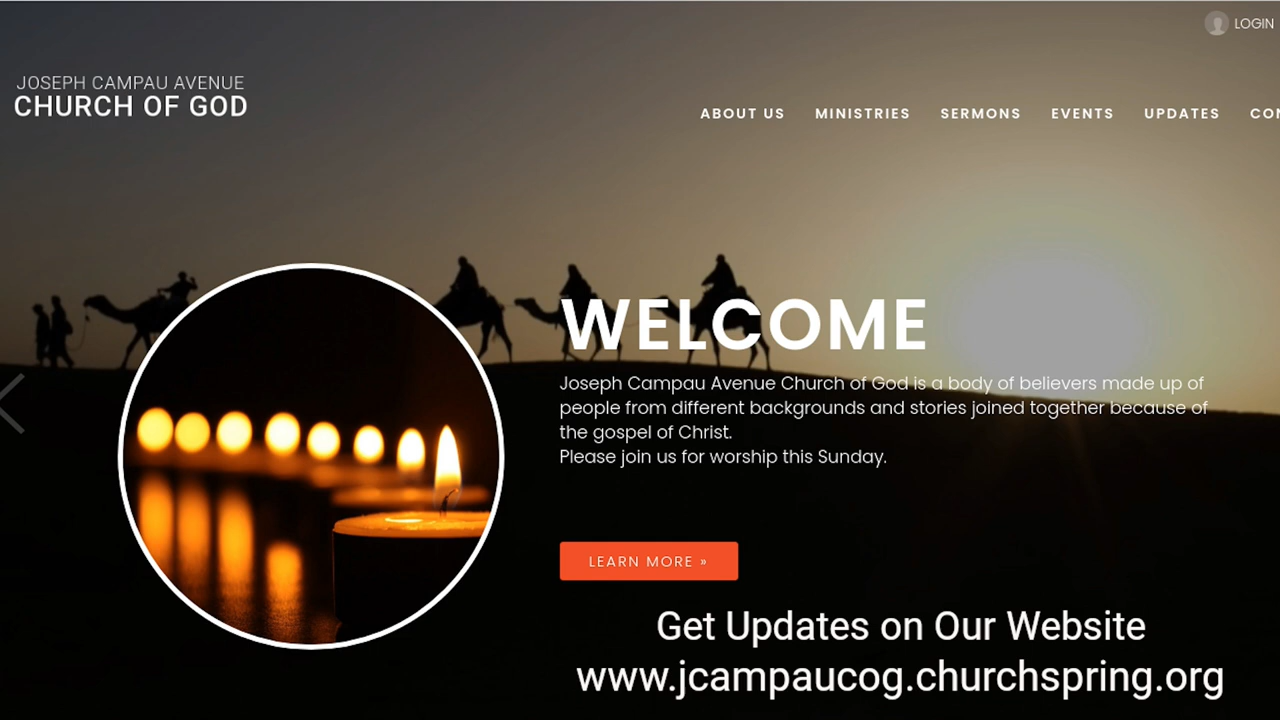 LOGIN
JOSEPH CAMPAU AVENUE
CHURCH OF GOD
ABOUT US MINISTRIES SERMONS EVENTS UPDATES
WELCOME
Joseph Campau Avenue Church of God is a body of believers made up of
people from different backgrounds and stories joined together because of
the gospel of Christ.
Please join us for worship this Sunday.
LEARN MORE »
Get Updates on Our Website
www.jcampaucog.churchspring.org